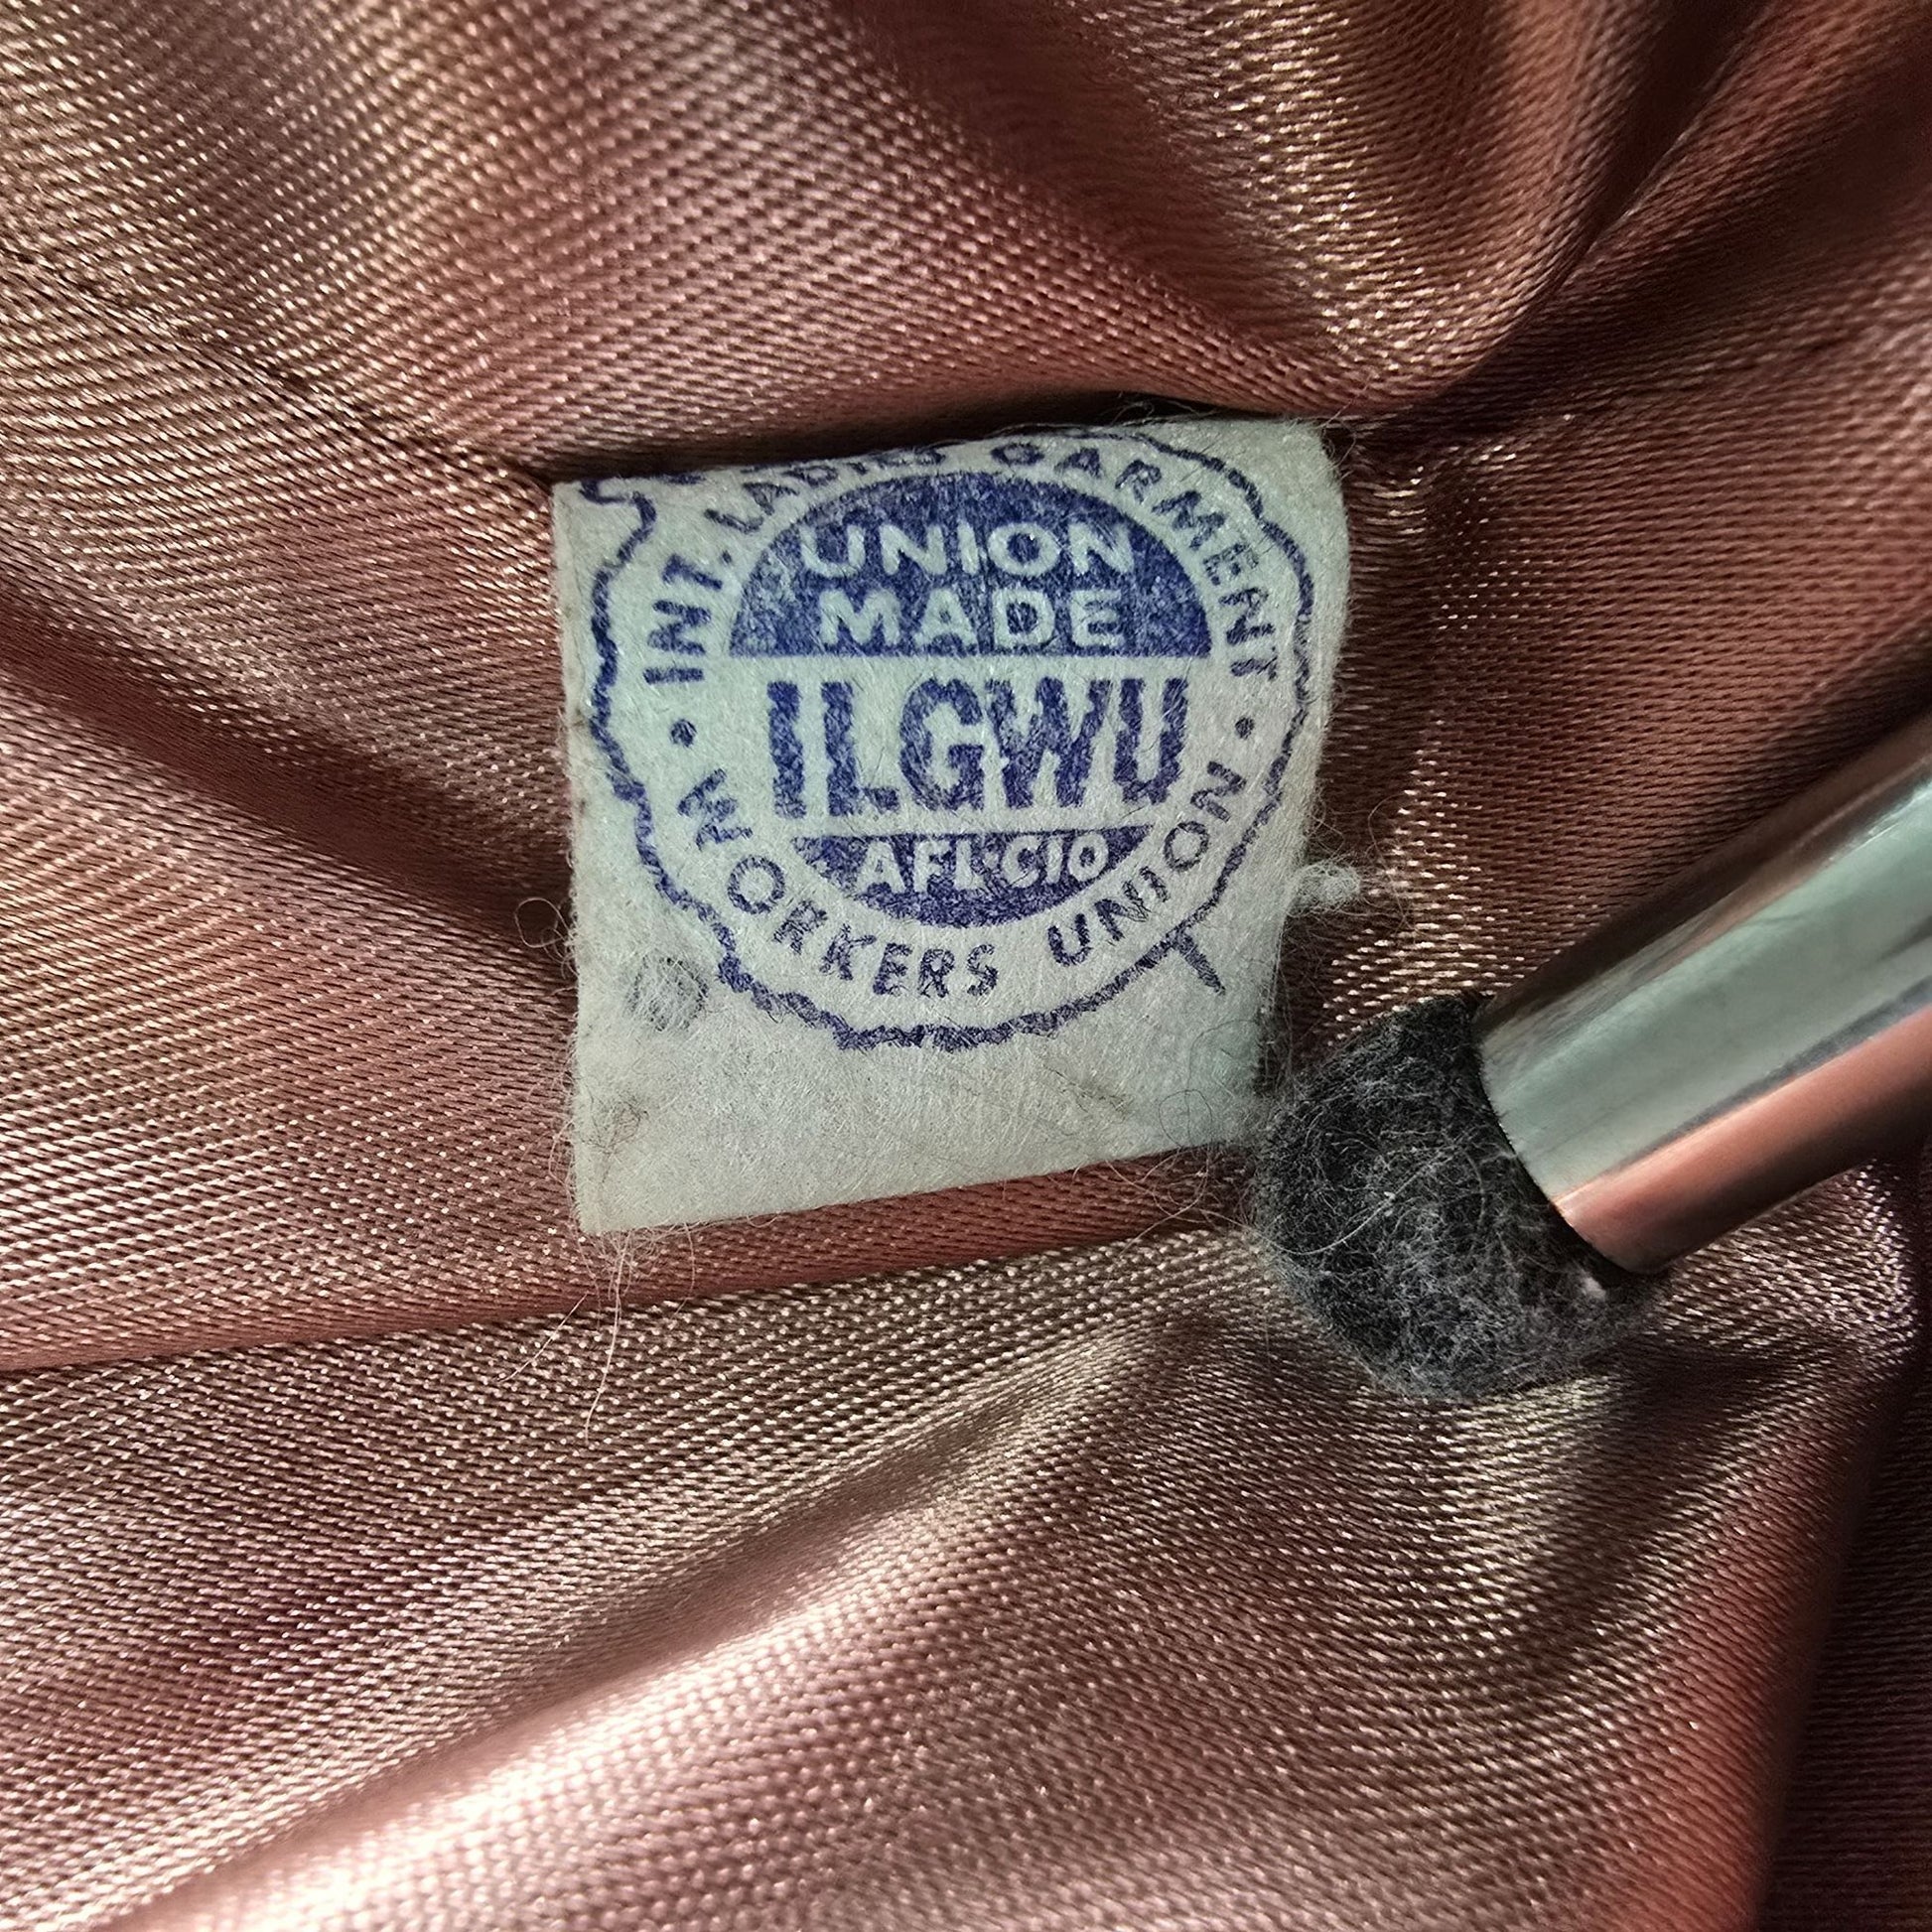 INT. LADIES GARMENT
UNION
MADE
ILGWU
AFL·CIO
WORKERS UNION